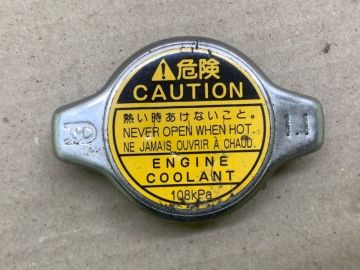 危険
CAUTION
熱い時あけないこと。
NEVER OPEN WHEN HOT.
NE JAMAIS OUVRIR À CHAUD.
ENGINE
COOLANT
108kPa
ND
1.1